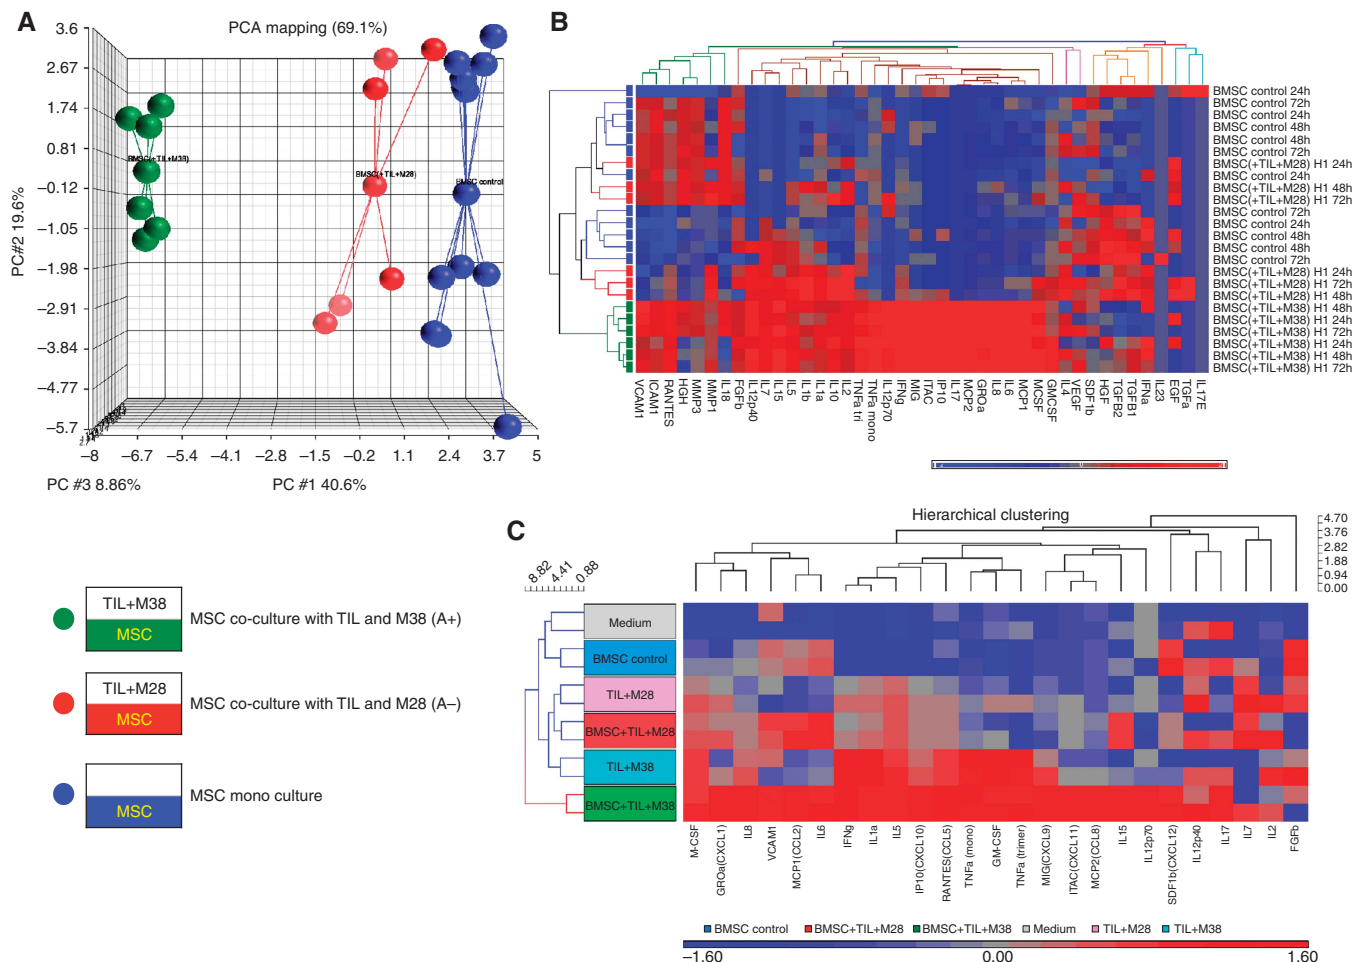 A
PCA mapping (69.1%)
3.6
2.67
1.74
0.81
−0.12
−1.05
−1.98
−2.91
−3.84
−4.77
−5.7
PC#2 19.6%
BMSC(+TIL+M38)
BMSC(+TIL+M28)
BMSC control
−8 −6.7 −5.4 −4.1 −2.8 −1.5 −0.2 1.1 2.4 3.7 5
PC #3 8.86% PC #1 40.6%
B
BMSC control 24h
BMSC control 72h
BMSC control 24h
BMSC control 48h
BMSC control 48h
BMSC control 72h
BMSC(+TIL+M28) H1 24h
BMSC control 24h
BMSC(+TIL+M28) H1 48h
BMSC(+TIL+M28) H1 72h
BMSC control 72h
BMSC control 24h
BMSC control 48h
BMSC control 48h
BMSC control 72h
BMSC(+TIL+M28) H1 24h
BMSC(+TIL+M28) H1 72h
BMSC(+TIL+M28) H1 48h
BMSC(+TIL+M38) H1 48h
BMSC(+TIL+M38) H1 24h
BMSC(+TIL+M38) H1 72h
BMSC(+TIL+M38) H1 24h
BMSC(+TIL+M38) H1 48h
BMSC(+TIL+M38) H1 72h
VCAM1
ICAM1
RANTES
HGH
MMP3
MMP1
IL18
FGFb
IL12p40
IL7
IL15
IL5
IL1b
IL1a
IL10
IL2
TNFa tri
TNFa mono
IL12p70
IFNg
MIG
ITAC
IP10
IL17
MCP2
GROa
IL8
IL6
MCP1
MCSF
GMCSF
IL4
VEGF
SDF1b
HGF
TGFB2
TGFB1
IFNa
IL23
EGF
TGFa
IL17E
TIL+M38
MSC
MSC co-culture with TIL and M38 (A+)
TIL+M28
MSC
MSC co-culture with TIL and M28 (A−)
MSC
MSC mono culture
C
Hierarchical clustering
4.70
3.76
2.82
1.88
0.94
0.00
8.82
4.41
0.88
Medium
BMSC control
TIL+M28
BMSC+TIL+M28
TIL+M38
BMSC+TIL+M38
M-CSF
GROa(CXCL1)
IL8
VCAM1
MCP1(CCL2)
IL6
IFNg
IL1a
IL5
IP10(CXCL10)
RANTES(CCL5)
TNFa (mono)
GM-CSF
TNFa (trimer)
MIG(CXCL9)
ITAC(CXCL11)
MCP2(CCL8)
IL15
IL12p70
SDF1b(CXCL12)
IL12p40
IL17
IL7
IL2
FGFb
BMSC control BMSC+TIL+M28 BMSC+TIL+M38 Medium TIL+M28 TIL+M38
−1.60 0.00 1.60